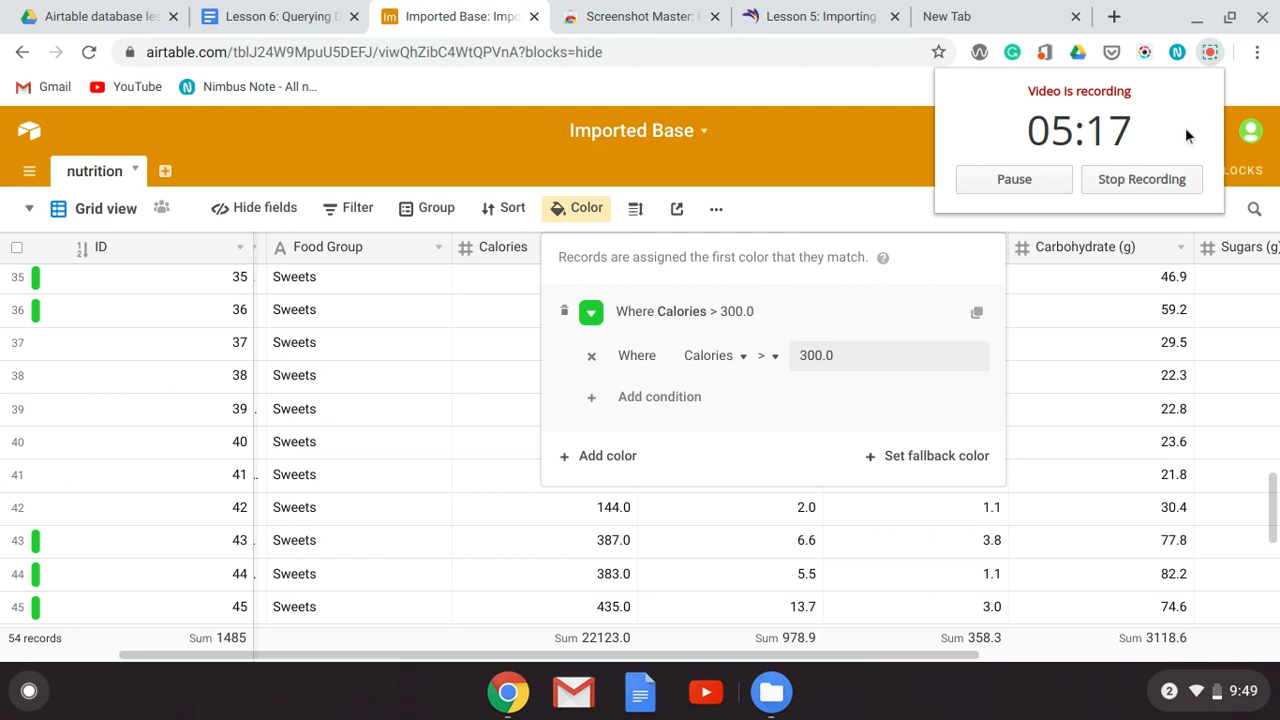 Airtable database les
Lesson 6: Querying D
Imported Base: Impo
Screenshot Master: F
Lesson 5: Importing
New Tab
airtable.com/tblJ24W9MpuU5DEFJ/viwQhZibC4WtQPVnA?blocks=hide
Gmail
YouTube
Nimbus Note - All n...
Video is recording
05:17
Pause
Stop Recording
Imported Base
nutrition
LOCKS
Grid view
Hide fields
Filter
Group
Sort
Color
ID
Food Group
Calories
Carbohydrate (g)
Sugars (g)
Records are assigned the first color that they match.
Where Calories > 300.0
Where Calories > 300.0
Add condition
Add color
Set fallback color
35 35 Sweets 46.9
36 36 Sweets 59.2
37 37 Sweets 29.5
38 38 Sweets 22.3
39 39 . Sweets 22.8
40 40 Sweets 23.6
41 41 .. Sweets 21.8
42 42 Sweets 144.0 2.0 1.1 30.4
43 43 . Sweets 387.0 6.6 3.8 77.8
44 44 . Sweets 383.0 5.5 1.1 82.2
45 45 Sweets 435.0 13.7 3.0 74.6
54 records Sum 1485 Sum 22123.0 Sum 978.9 Sum 358.3 Sum 3118.6
2 9:49